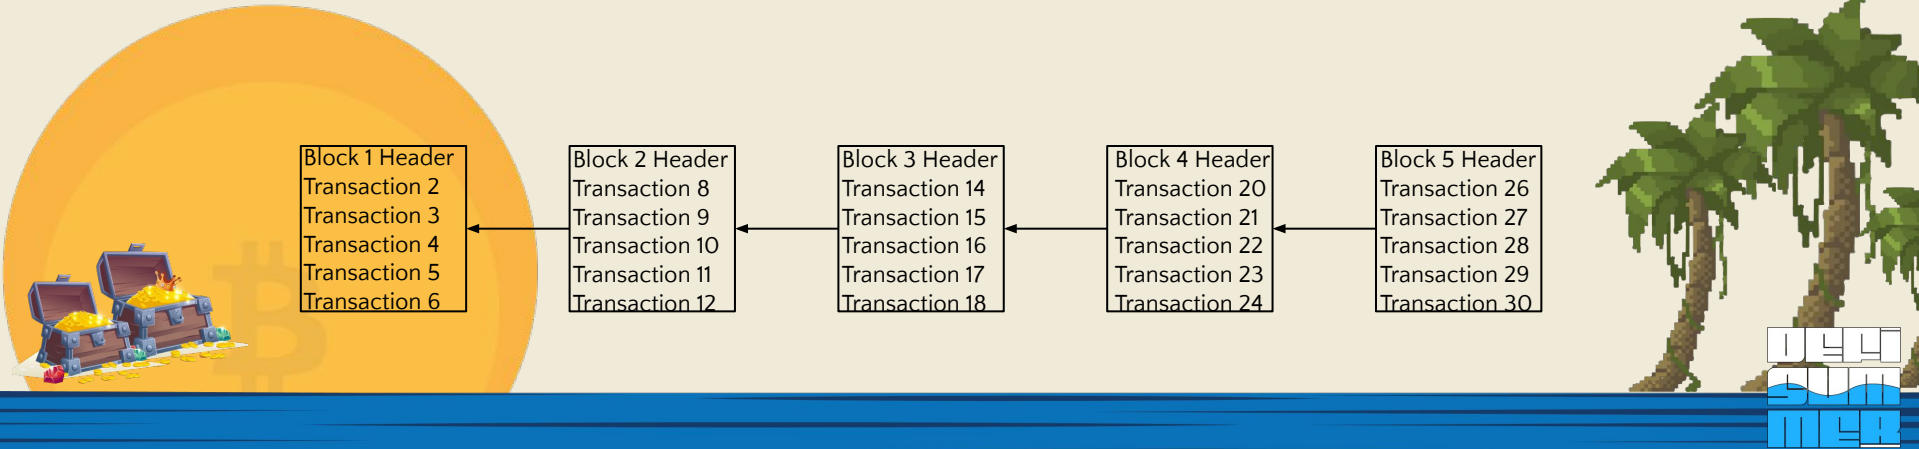 Block 1 Header
Transaction 2
Transaction 3
Transaction 4
Transaction 5
Transaction 6
Block 2 Header
Transaction 8
Transaction 9
Transaction 10
Transaction 11
Transaction 12
Block 3 Header
Transaction 14
Transaction 15
Transaction 16
Transaction 17
Transaction 18
Block 4 Header
Transaction 20
Transaction 21
Transaction 22
Transaction 23
Transaction 24
Block 5 Header
Transaction 26
Transaction 27
Transaction 28
Transaction 29
Transaction 30
SUM
MER